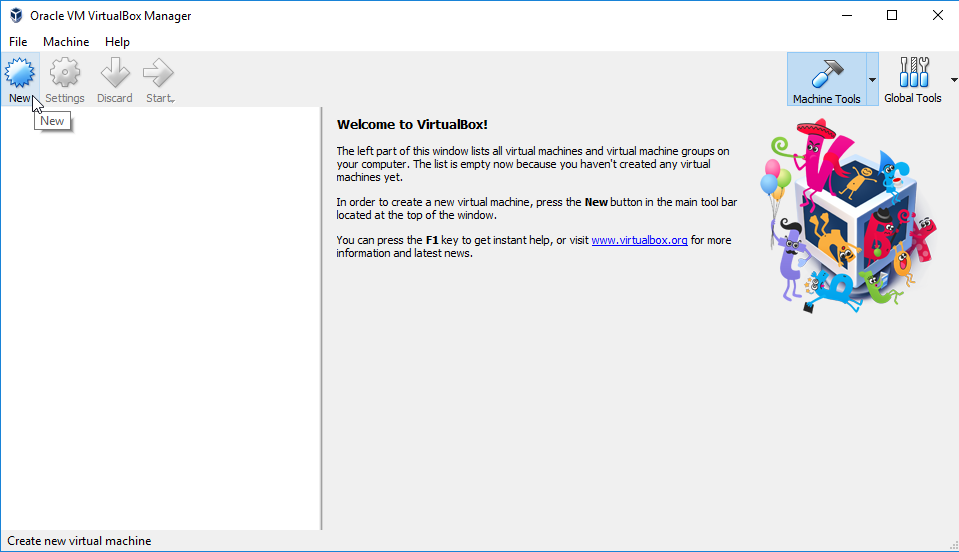 Oracle VM VirtualBox Manager
File Machine Help
New Settings Discard Start
Machine Tools Global Tools
New
Welcome to VirtualBox!
The left part of this window lists all virtual machines and virtual machine groups on
your computer. The list is empty now because you haven't created any virtual
machines yet.
In order to create a new virtual machine, press the New button in the main tool bar
located at the top of the window.
You can press the F1 key to get instant help, or visit www.virtualbox.org for more
information and latest news.
Create new virtual machine